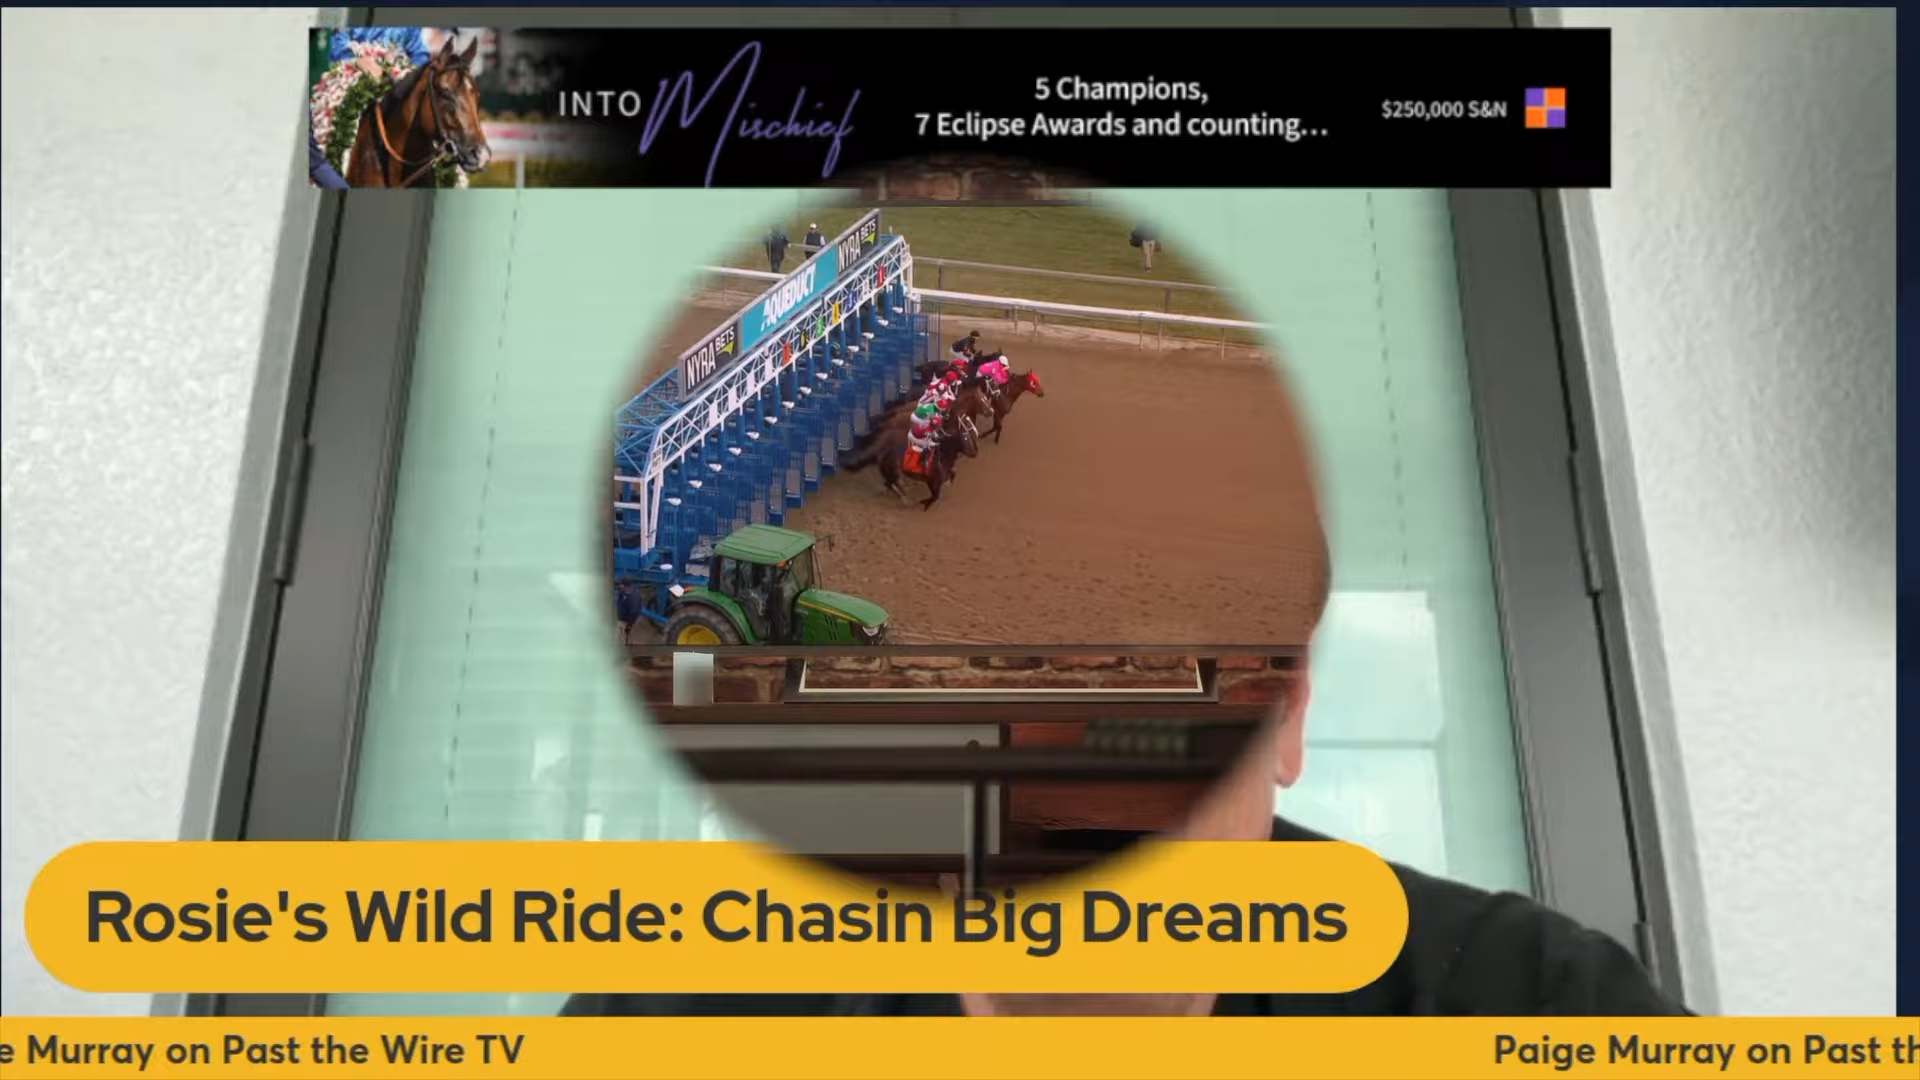 INTO Mischief
5 Champions,
7 Eclipse Awards and counting...
$250,000 S&N
NYRA BETS
AQUEDUCT
NYRA BETS
Rosie's Wild Ride: Chasin Big Dreams
e Murray on Past the Wire TV
Paige Murray on Past th